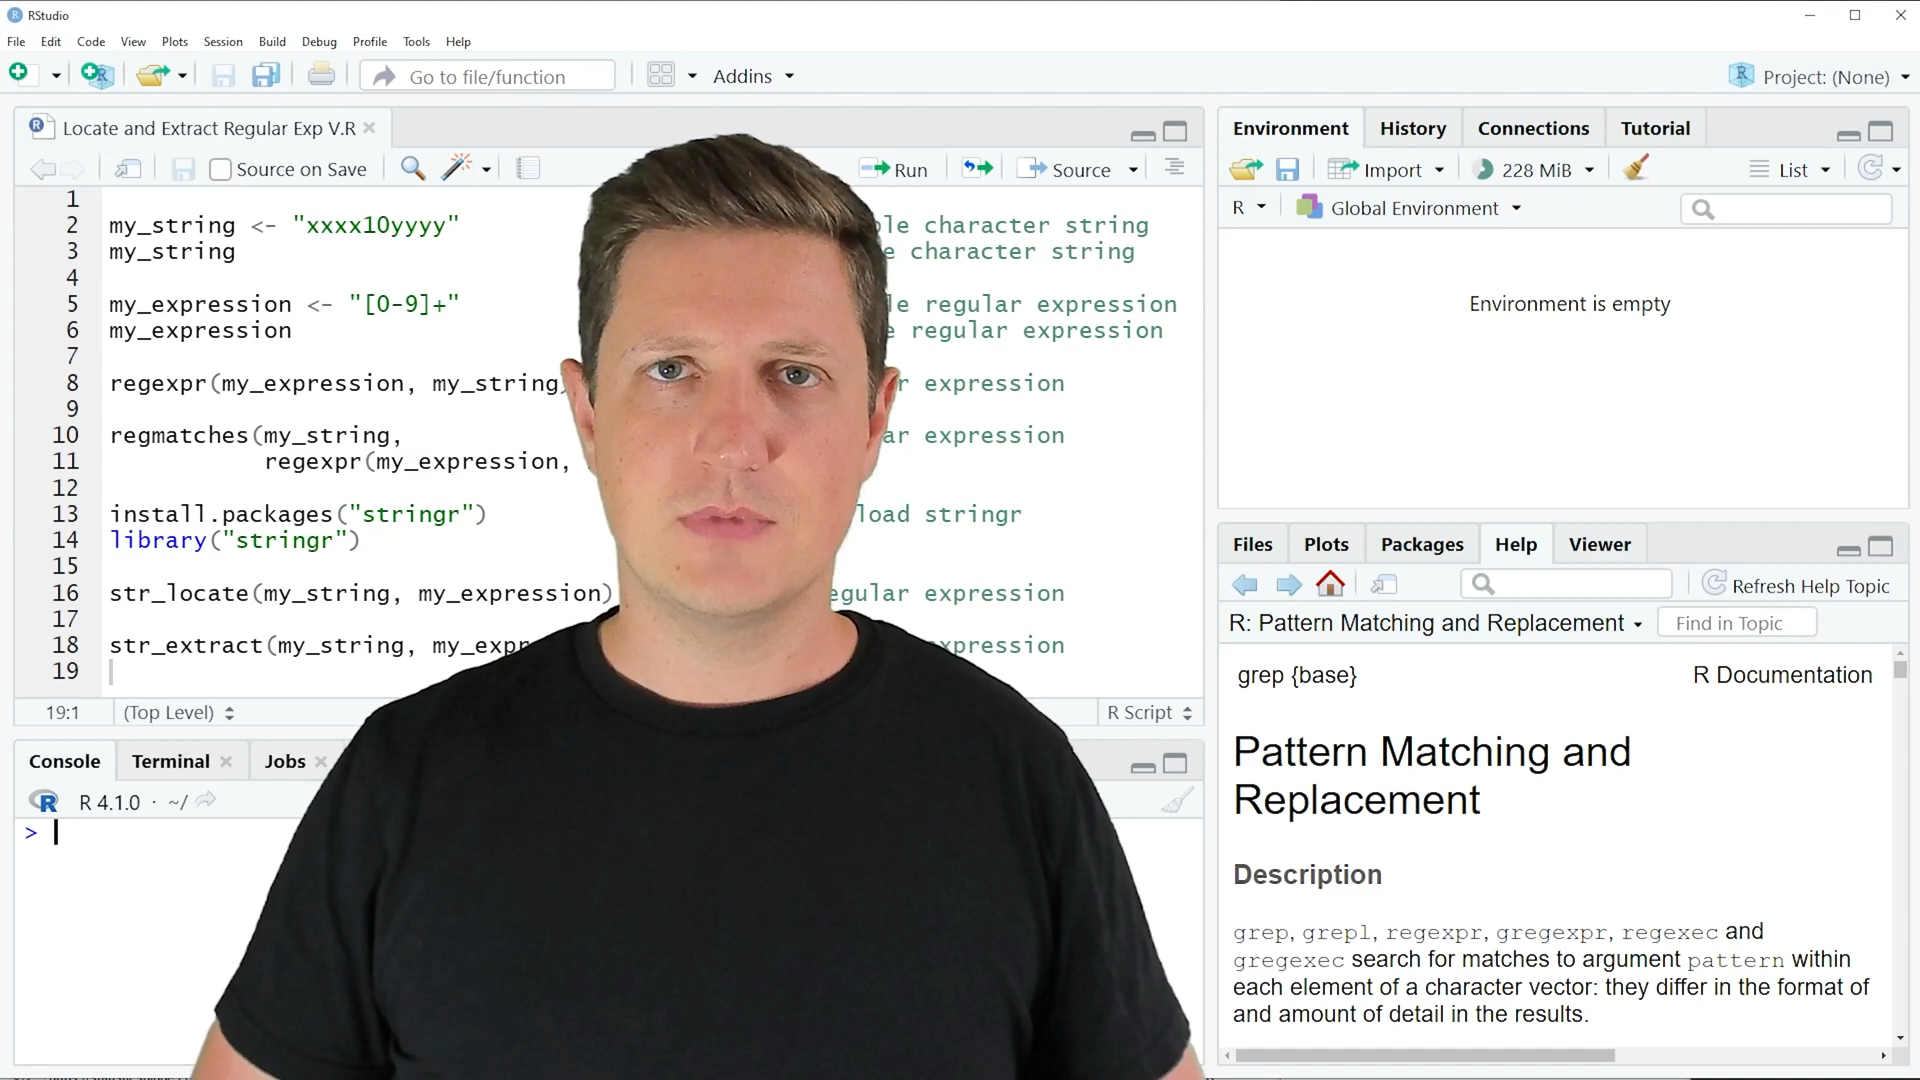 RStudio
File Edit Code View Plots Session Build Debug Profile Tools Help
Go to file/function
Addins
Project: (None)
Locate and Extract Regular Exp V.R
Source on Save
Run
Source
1
2 my_string <- "xxxx10yyyy" character string
3 my_string character string
4
5 my_expression <- "[0-9]+" regular expression
6 my_expression regular expression
7
8 regexpr(my_expression, my_string expression
9
10 regmatches(my_string, expression
11 regexpr(my_expression,
12
13 install.packages("stringr") load stringr
14 library("stringr")
15
16 str_locate(my_string, my_expression) expression
17
18 str_extract(my_string, expression
19
19:1 (Top Level) R Script
Console Terminal Jobs
R 4.1.0 · ~/
>
Environment History Connections Tutorial
Import 228 MiB List
R Global Environment
Environment is empty
Files Plots Packages Help Viewer
Refresh Help Topic
R: Pattern Matching and Replacement Find in Topic
grep {base} R Documentation
Pattern Matching and
Replacement
Description
grep, grepl, regexpr, gregexpr, regexec and
gregexec search for matches to argument pattern within
each element of a character vector: they differ in the format of
and amount of detail in the results.